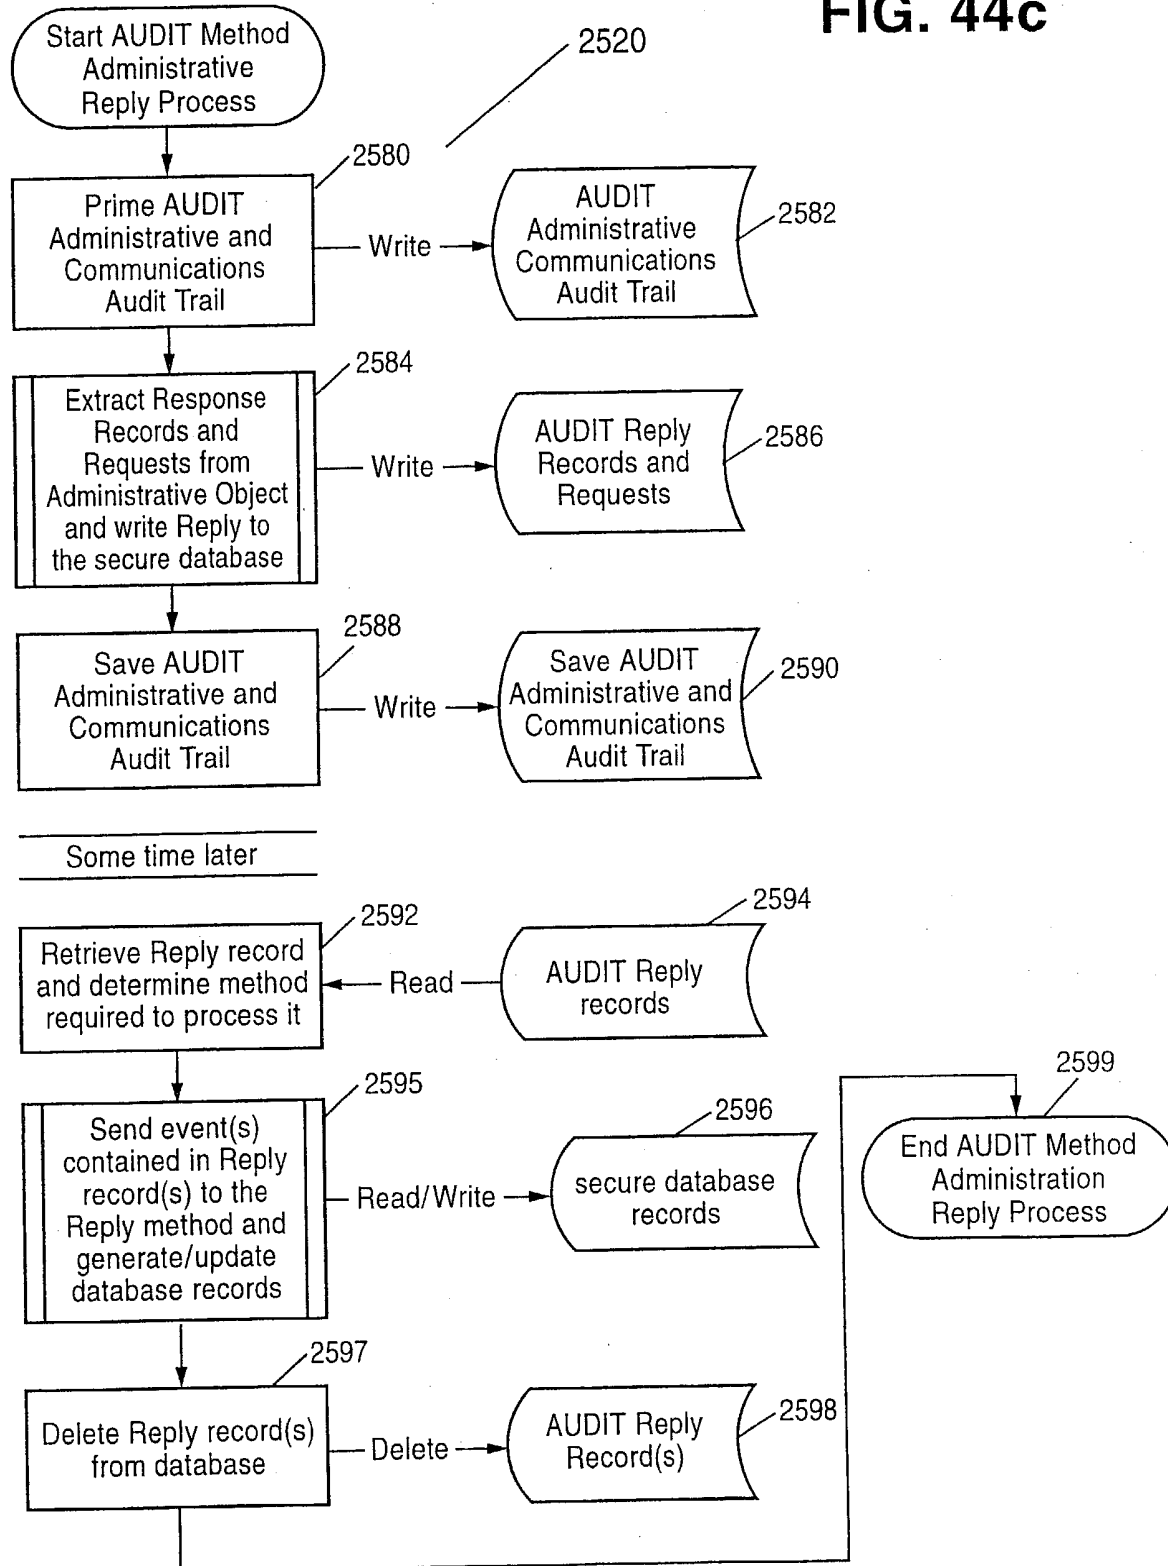 FIG. 44c
Start AUDIT Method
Administrative
Reply Process
2520
2580
Prime AUDIT
Administrative and
Communications
Audit Trail
Write
AUDIT
Administrative
Communications
Audit Trail
2582
2584
Extract Response
Records and
Requests from
Administrative Object
and write Reply to
the secure database
Write
AUDIT Reply
Records and
Requests
2586
2588
Save AUDIT
Administrative and
Communications
Audit Trail
Write
Save AUDIT
Administrative and
Communications
Audit Trail
2590
Some time later
2592
Retrieve Reply record
and determine method
required to process it
Read
2594
AUDIT Reply
records
2595
Send event(s)
contained in Reply
record(s) to the
Reply method and
generate/update
database records
Read/Write
2596
secure database
records
2599
End AUDIT Method
Administration
Reply Process
2597
Delete Reply record(s)
from database
Delete
AUDIT Reply
Record(s)
2598